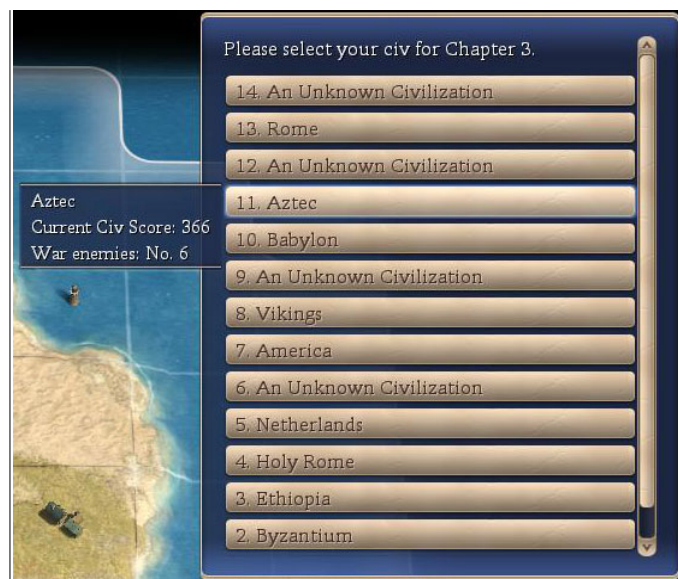 Please select your civ for Chapter 3.
14. An Unknown Civilization
13. Rome
12. An Unknown Civilization
11. Aztec
10. Babylon
9. An Unknown Civilization
8. Vikings
7. America
6. An Unknown Civilization
5. Netherlands
4. Holy Rome
3. Ethiopia
2. Byzantium
Aztec
Current Civ Score: 366
War enemies: No. 6